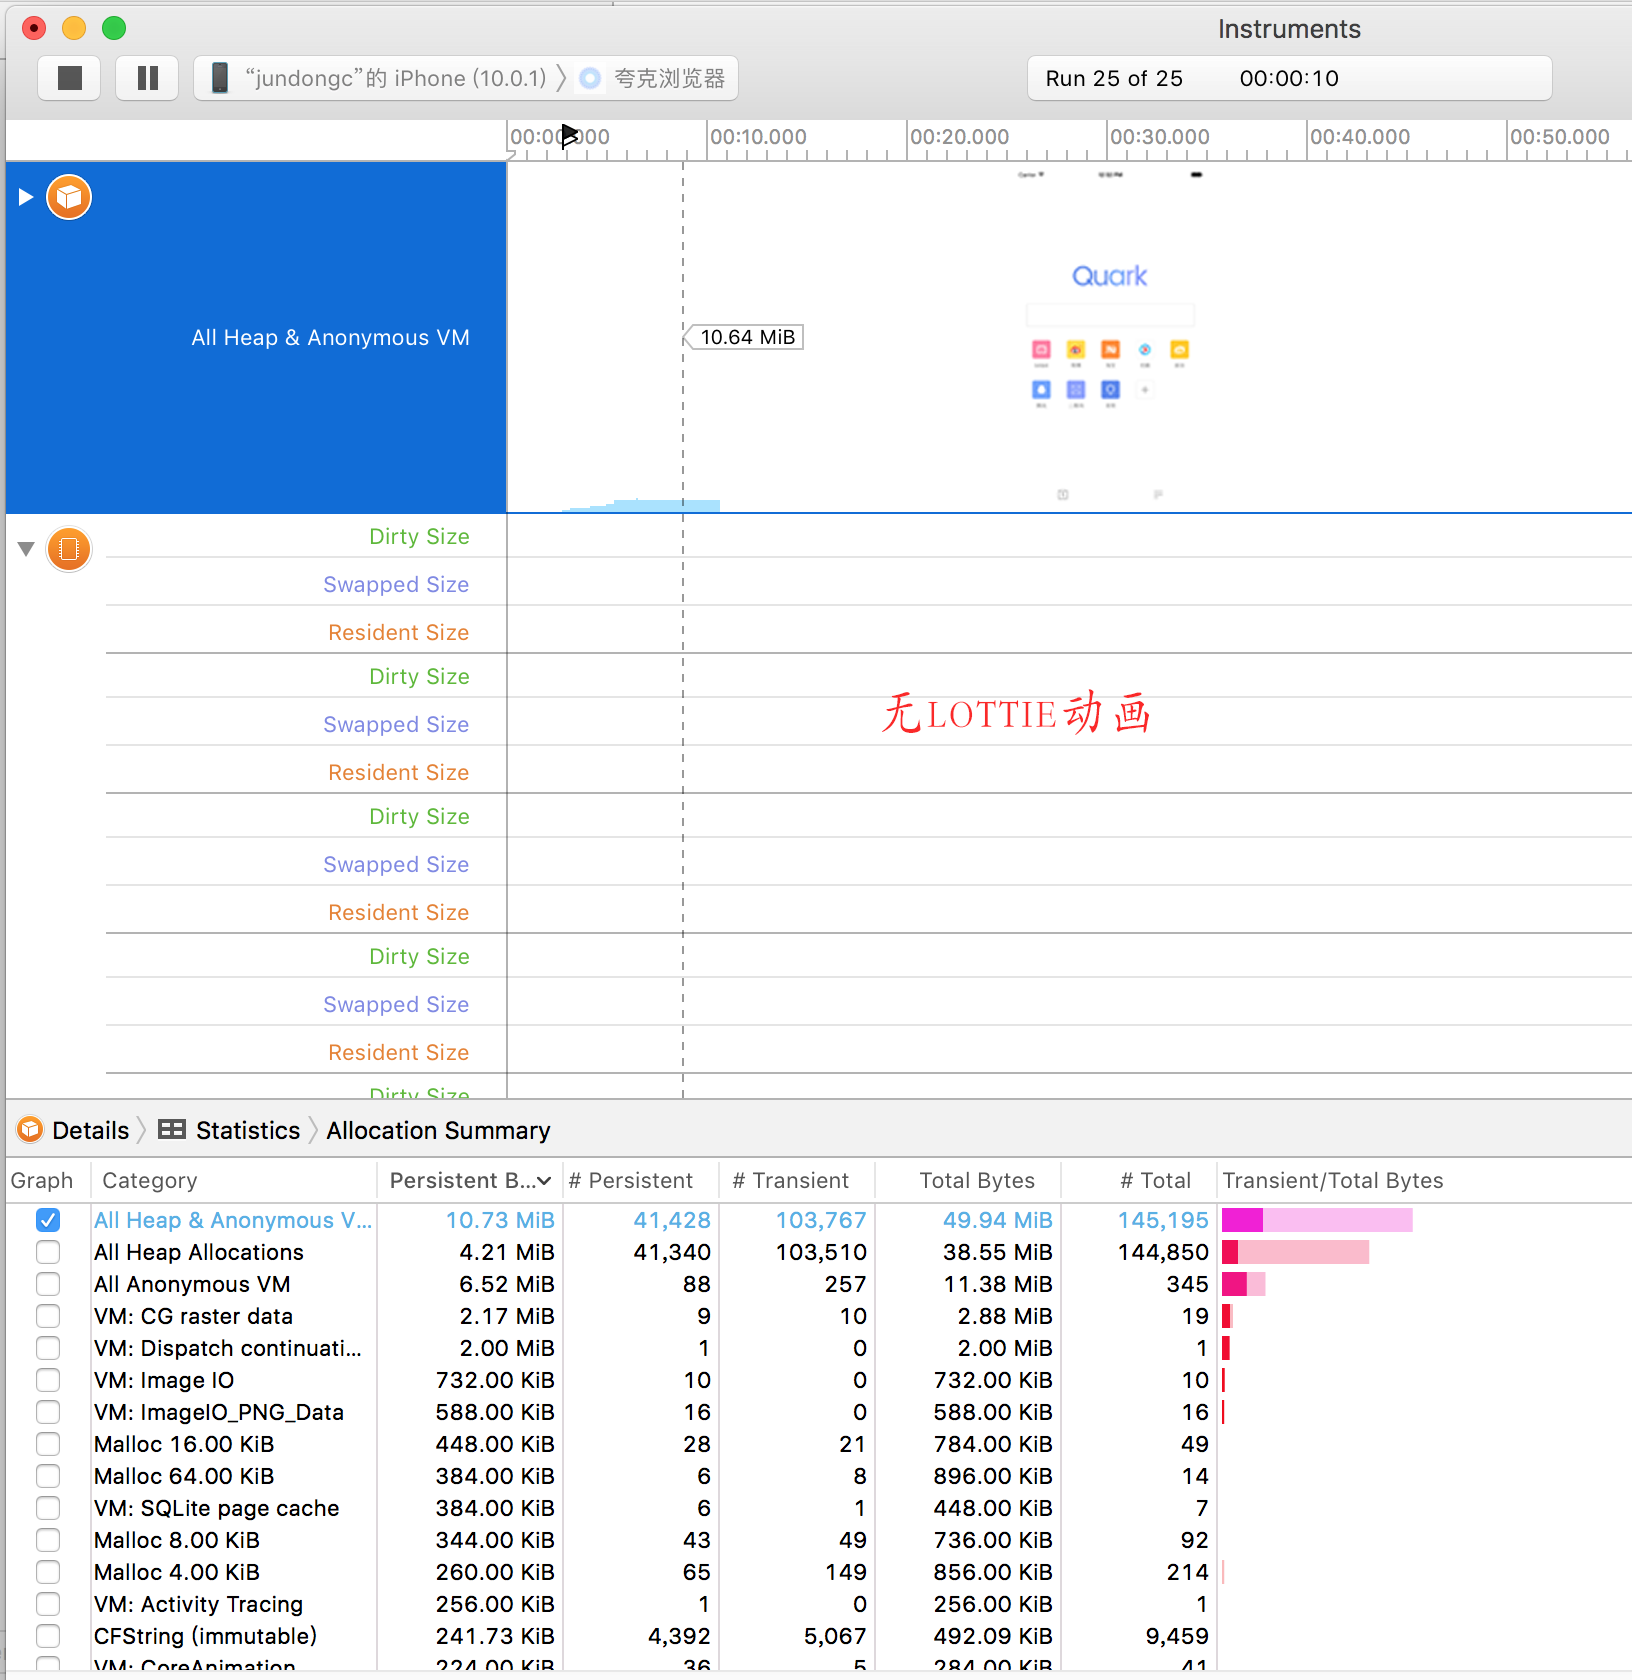 Instruments
“jundongc”的 iPhone (10.0.1) 夸克浏览器
Run 25 of 25 00:00:10
00:10.000 00:20.000 00:30.000 00:40.000 00:50.000
Quark
All Heap & Anonymous VM
10.64 MiB
Dirty Size
Swapped Size
Resident Size
Dirty Size
无LOTTIE动画
Swapped Size
Resident Size
Dirty Size
Swapped Size
Resident Size
Dirty Size
Swapped Size
Resident Size
Dirty Size
Details Statistics Allocation Summary
Graph Category Persistent B... # Persistent # Transient Total Bytes # Total Transient/Total Bytes
All Heap & Anonymous V... 10.73 MiB 41,428 103,767 49.94 MiB 145,195
All Heap Allocations 4.21 MiB 41,340 103,510 38.55 MiB 144,850
All Anonymous VM 6.52 MiB 88 257 11.38 MiB 345
VM: CG raster data 2.17 MiB 9 10 2.88 MiB 19
VM: Dispatch continuati... 2.00 MiB 1 0 2.00 MiB 1
VM: Image IO 732.00 KiB 10 0 732.00 KiB 10
VM: ImageIO_PNG_Data 588.00 KiB 16 0 588.00 KiB 16
Malloc 16.00 KiB 448.00 KiB 28 21 784.00 KiB 49
Malloc 64.00 KiB 384.00 KiB 6 8 896.00 KiB 14
VM: SQLite page cache 384.00 KiB 6 1 448.00 KiB 7
Malloc 8.00 KiB 344.00 KiB 43 49 736.00 KiB 92
Malloc 4.00 KiB 260.00 KiB 65 149 856.00 KiB 214
VM: Activity Tracing 256.00 KiB 1 0 256.00 KiB 1
CFString (immutable) 241.73 KiB 4,392 5,067 492.09 KiB 9,459
VM: CoreAnimation 224.00 KiB 36 5 284.00 KiB 41